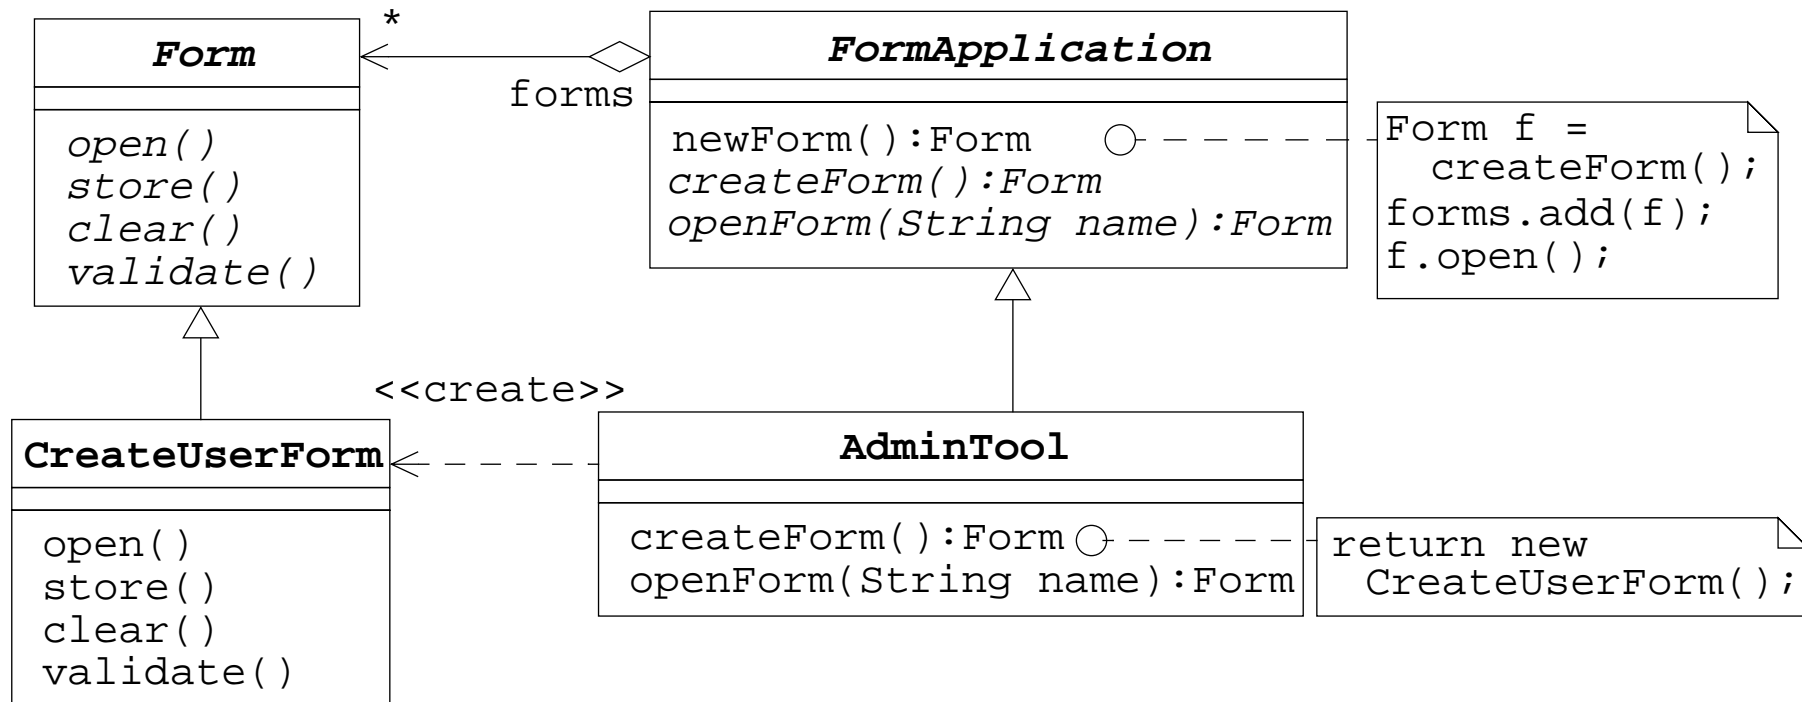 *
Form
open()
store()
clear()
validate()
forms
FormApplication
newForm():Form
createForm():Form
openForm(String name):Form
Form f =
createForm();
forms.add(f);
f.open();
<<create>>
CreateUserForm
open()
store()
clear()
validate()
AdminTool
createForm():Form
openForm(String name):Form
return new
CreateUserForm();